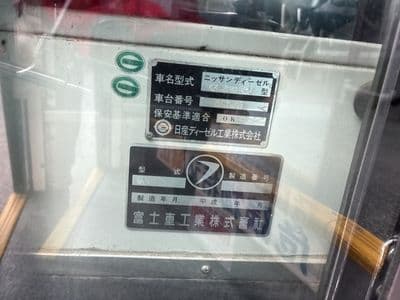 車名型式 ニッサンディーゼル
型
車台番号
保安基準適合 OK
日産ディーゼル工業株式会社
型式 製造番号
製造年月 平成 年 月
富士重工業株式會社